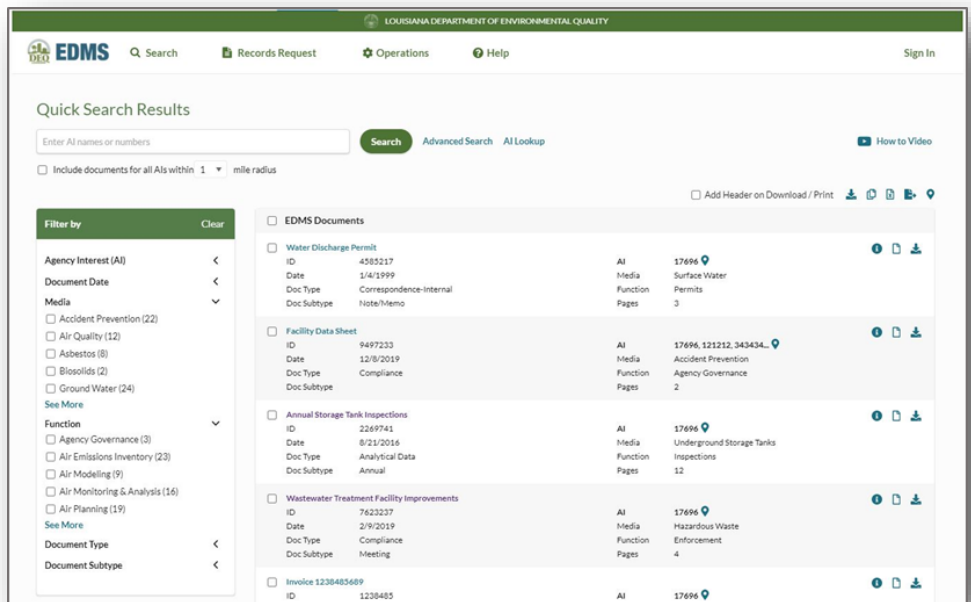 LOUISIANA DEPARTMENT OF ENVIRONMENTAL QUALITY
DEQ EDMS Search Records Request Operations Help Sign In
Quick Search Results
Enter AI names or numbers Search Advanced Search AI Lookup How to Video
Include documents for all AIs within 1 mile radius
Add Header on Download / Print
Filter by Clear
Agency Interest (AI)
Document Date
Media
Accident Prevention (22)
Air Quality (12)
Asbestos (8)
Biosolids (2)
Ground Water (24)
See More
Function
Agency Governance (3)
Air Emissions Inventory (23)
Air Modeling (9)
Air Monitoring & Analysis (16)
Air Planning (19)
See More
Document Type
Document Subtype
EDMS Documents
Water Discharge Permit
ID 4585217 AI 17696
Date 1/4/1999 Media Surface Water
Doc Type Correspondence-Internal Function Permits
Doc Subtype Note/Memo Pages 3
Facility Data Sheet
ID 9497233 AI 17696, 121212, 343434...
Date 12/8/2019 Media Accident Prevention
Doc Type Compliance Function Agency Governance
Doc Subtype Pages 2
Annual Storage Tank Inspections
ID 2269741 AI 17696
Date 8/21/2016 Media Underground Storage Tanks
Doc Type Analytical Data Function Inspections
Doc Subtype Annual Pages 12
Wastewater Treatment Facility Improvements
ID 7623237 AI 17696
Date 2/9/2019 Media Hazardous Waste
Doc Type Compliance Function Enforcement
Doc Subtype Meeting Pages 4
Invoice 1238485689
ID 1238485 AI 17696